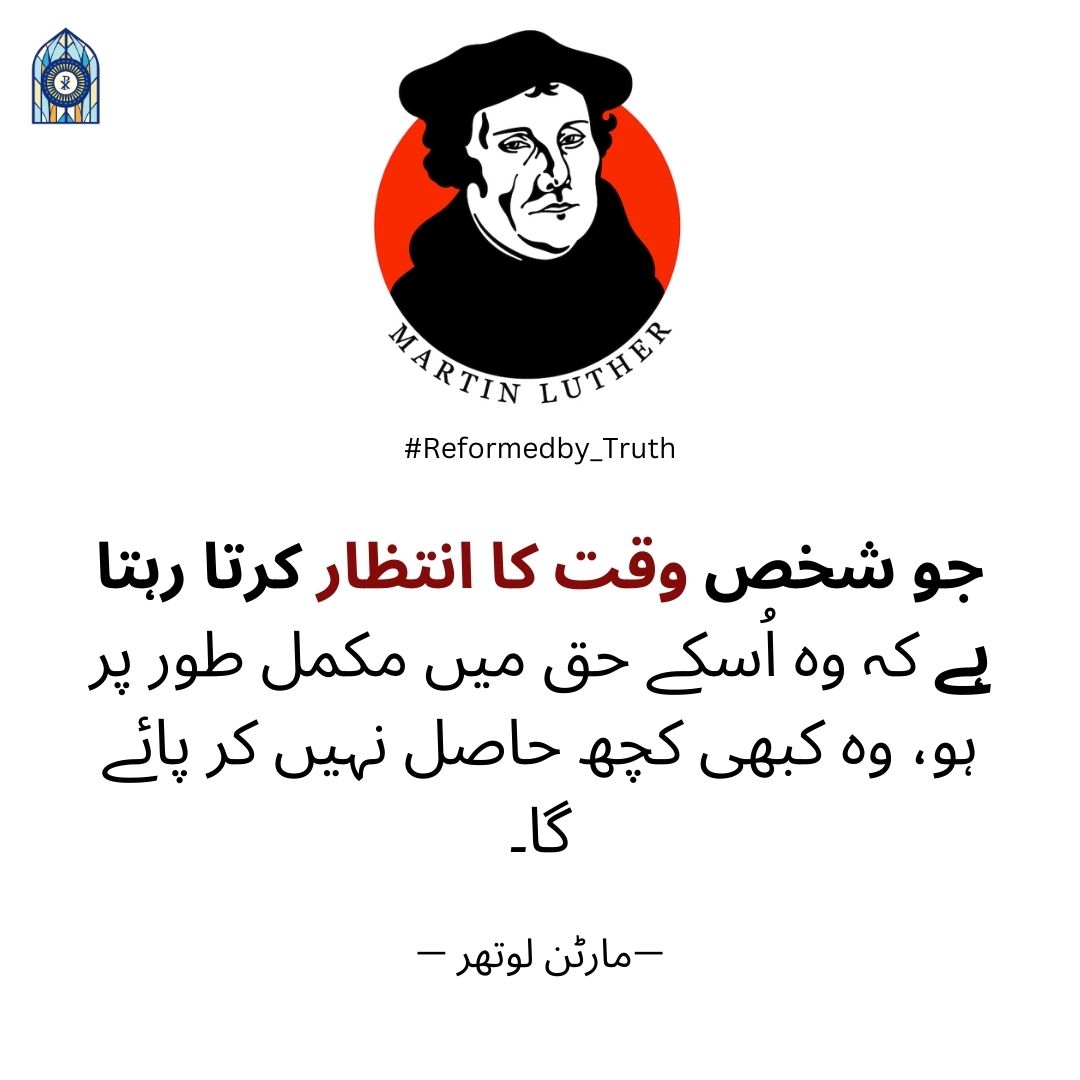 MARTIN LUTHER
#Reformedby_Truth
جو شخص وقت کا انتظار کرتا رہتا
ہے کہ وہ اُسکے حق میں مکمل طور پر
ہو، وہ کبھی کچھ حاصل نہیں کر پائے
گا۔
—مارٹن لوتھر —